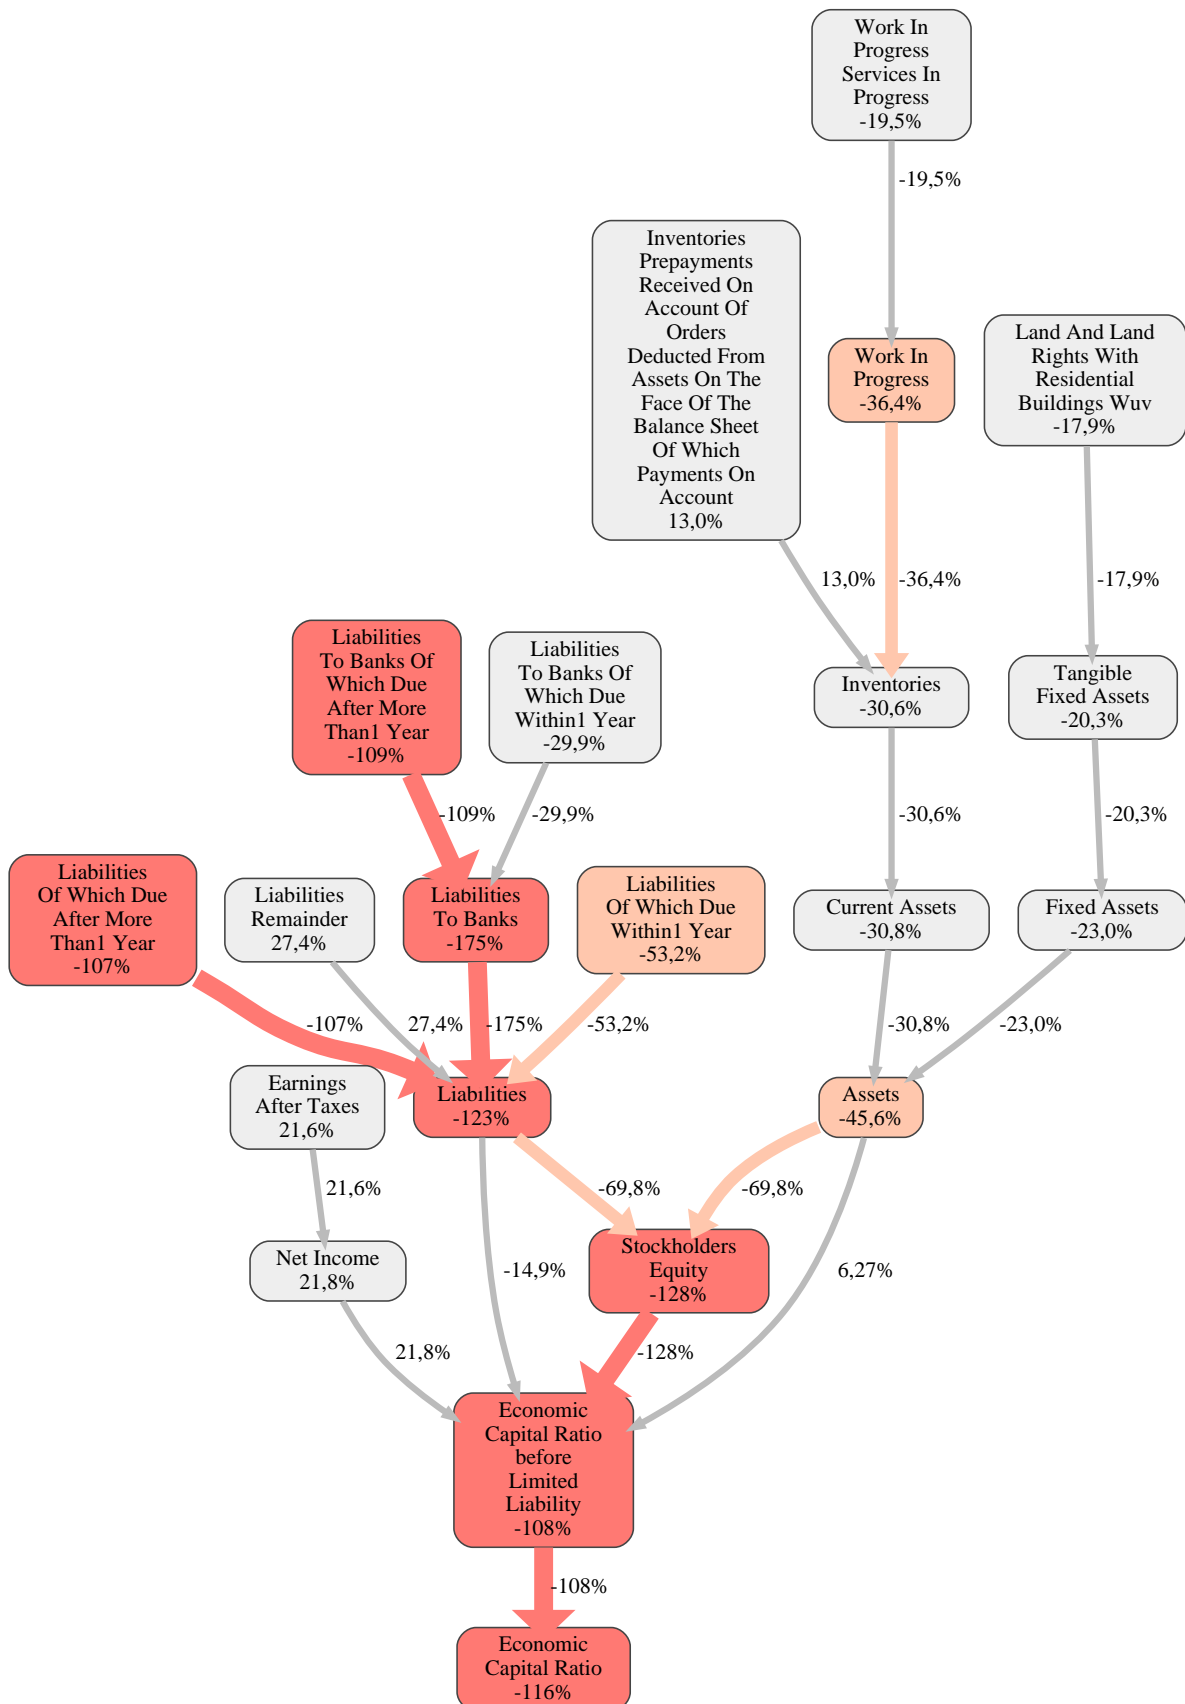 Work In
Progress
Services In
Progress
-19,5%
-19,5%
Inventories
Prepayments
Received On
Account Of
Orders
Deducted From
Assets On The
Face Of The
Balance Sheet
Of Which
Payments On
Account
13,0%
Work In
Progress
-36,4%
Land And Land
Rights With
Residential
Buildings Wuv
-17,9%
13,0%
-36,4%
-17,9%
Liabilities
To Banks Of
Which Due
After More
Than1 Year
-109%
Liabilities
To Banks Of
Which Due
Within1 Year
-29,9%
Inventories
-30,6%
Tangible
Fixed Assets
-20,3%
-109%
-29,9%
-30,6%
-20,3%
Liabilities
Of Which Due
After More
Than1 Year
-107%
Liabilities
Remainder
27,4%
Liabilities
To Banks
-175%
Liabilities
Of Which Due
Within1 Year
-53,2%
Current Assets
-30,8%
Fixed Assets
-23,0%
-107%
27,4%
-175%
-53,2%
-30,8%
-23,0%
Earnings
After Taxes
21,6%
Liabilities
-123%
Assets
-45,6%
21,6%
-69,8%
-69,8%
Net Income
21,8%
-14,9%
Stockholders
Equity
-128%
6,27%
21,8%
-128%
Economic
Capital Ratio
before
Limited
Liability
-108%
-108%
Economic
Capital Ratio
-116%